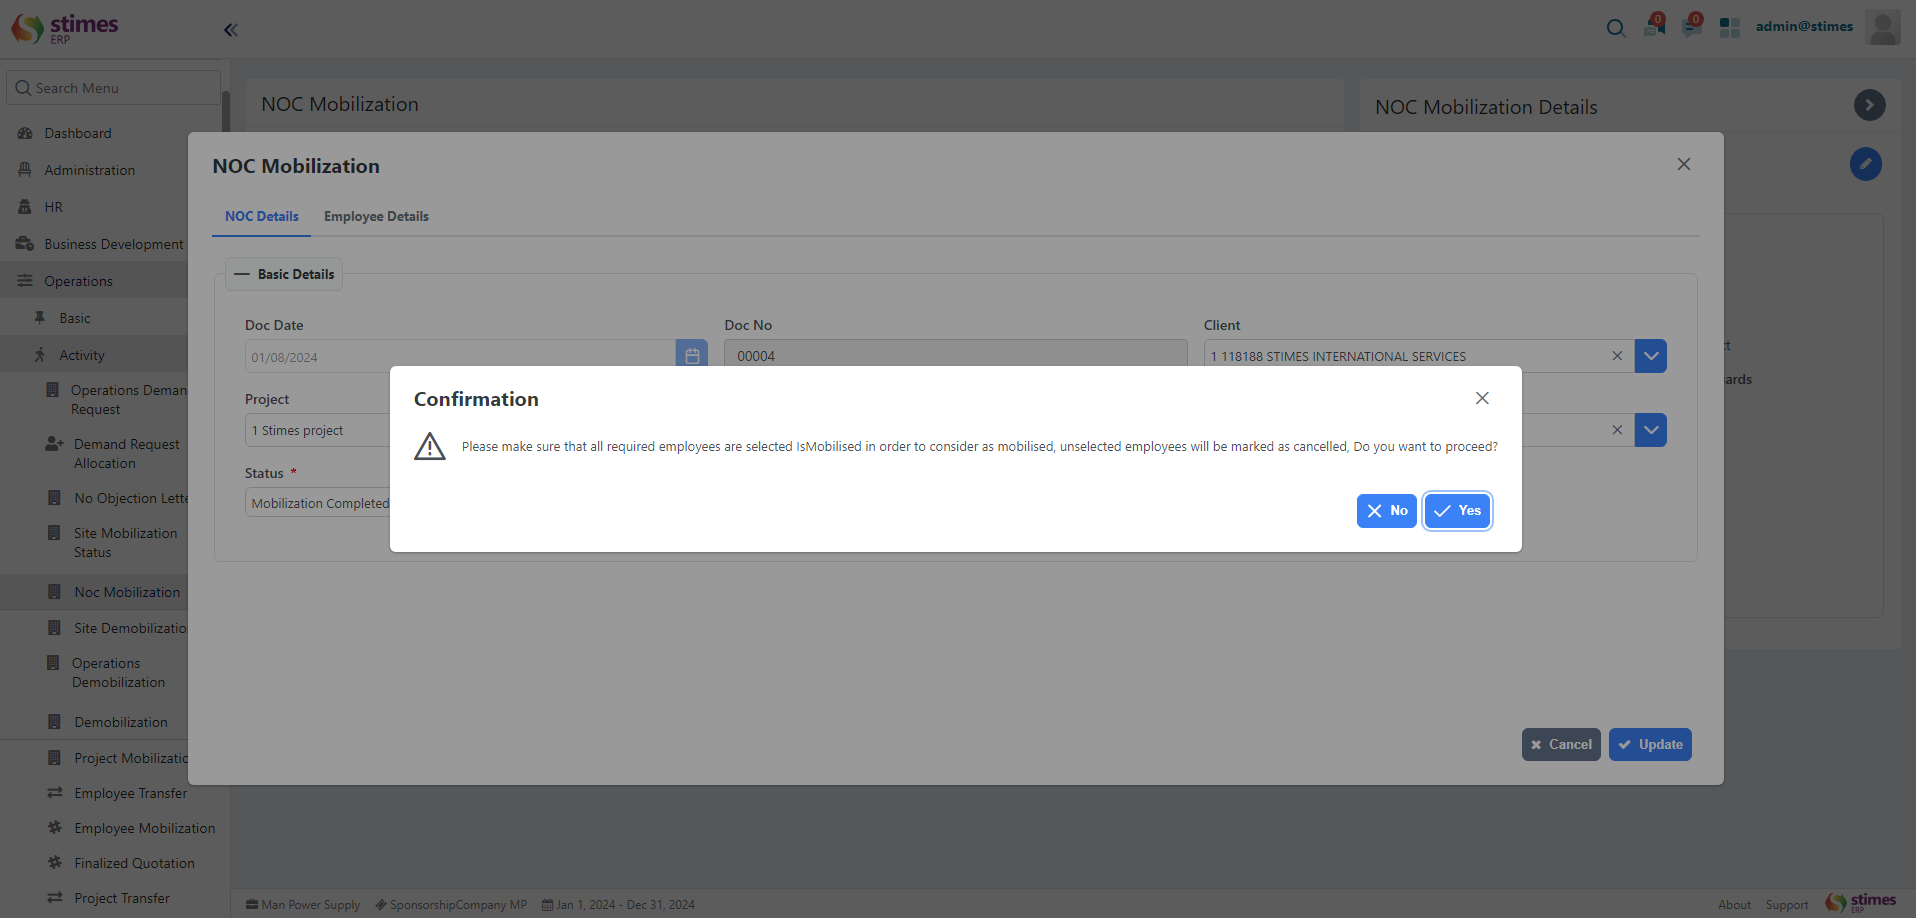 stimes
ERP
0
0
admin@stimes
Search Menu
Dashboard
Administration
HR
Business Development
Operations
Basic
Activity
Operations Deman
Request
Demand Request
Allocation
No Objection Lette
Site Mobilization
Status
Noc Mobilization
Site Demobilizatio
Operations
Demobilization
Demobilization
Project Mobilizatio
Employee Transfer
Employee Mobilization
Finalized Quotation
Project Transfer
NOC Mobilization
NOC Mobilization Details
ards
NOC Mobilization
NOC Details Employee Details
Basic Details
Doc Date Doc No Client
01/08/2024 00004 1 118188 STIMES INTERNATIONAL SERVICES
Project
1 Stimes project
Status *
Mobilization Completed
Confirmation
Please make sure that all required employees are selected IsMobilised in order to consider as mobilised, unselected employees will be marked as cancelled, Do you want to proceed?
No Yes
Cancel Update
Man Power Supply SponsorshipCompany MP Jan 1, 2024 - Dec 31, 2024
About Support stimes
ERP